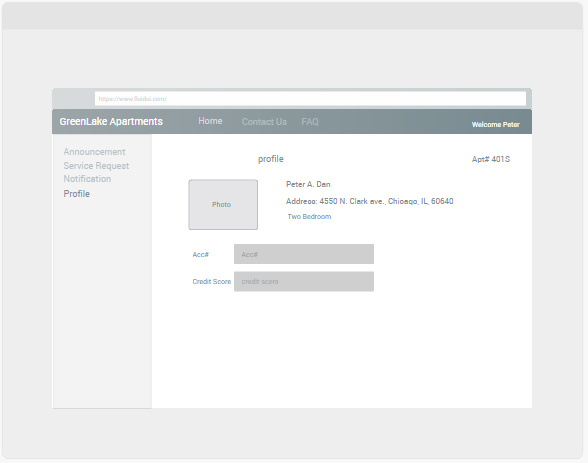 https://www.fluidui.com/
GreenLake Apartments Home Contact Us FAQ Welcome Peter
Announcement
Service Request
Notification
Profile
profile Apt# 401S
Photo
Peter A. Dan
Address: 4550 N. Clark ave., Chicago, IL, 60640
Two Bedroom
Acc# Acc#
Credit Score credit score